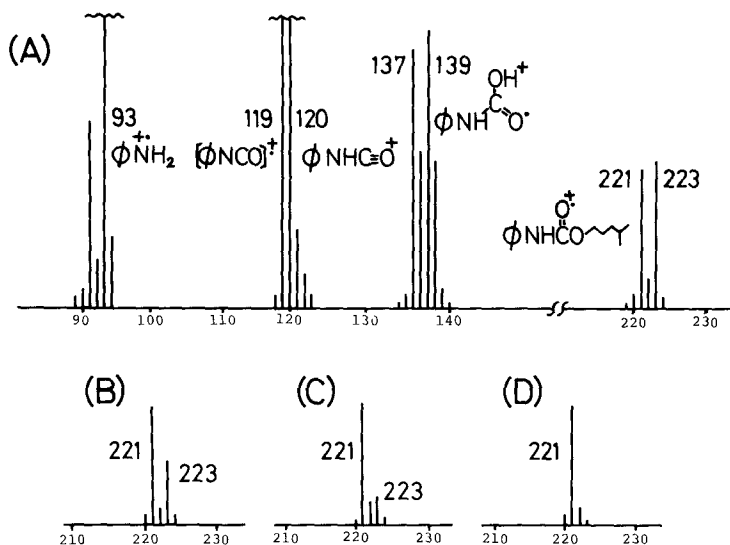 (A)
93
ϕNH₂⁺·
119
[ϕNCO]⁺·
120
ϕNHC≡O⁺
137
139
OH⁺
C
ϕNH
O·
221
223
O⁺·
ϕNHCO
90 100 110 120 130 140 220 230
(B)
221
223
210 220 230
(C)
221
223
210 220 230
(D)
221
210 220 230